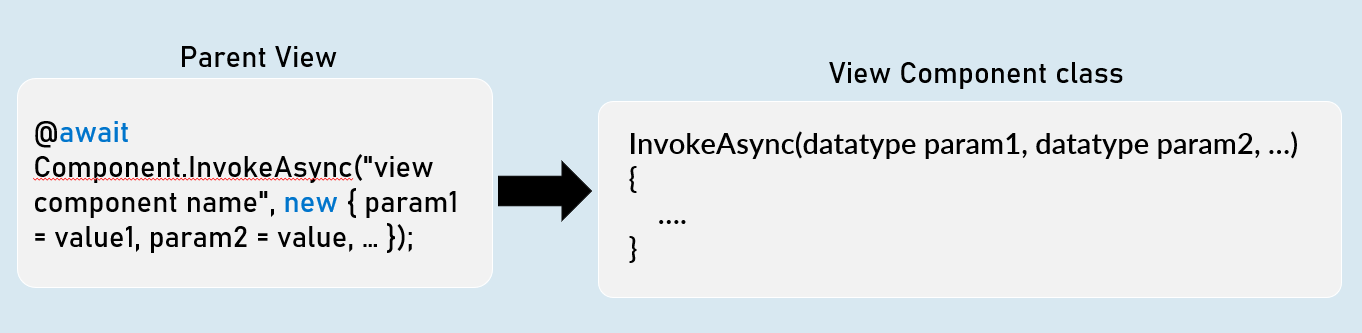 Parent View
@await
Component.InvokeAsync("view
component name", new { param1
= value1, param2 = value, ... });
View Component class
InvokeAsync(datatype param1, datatype param2, ...)
{
....
}